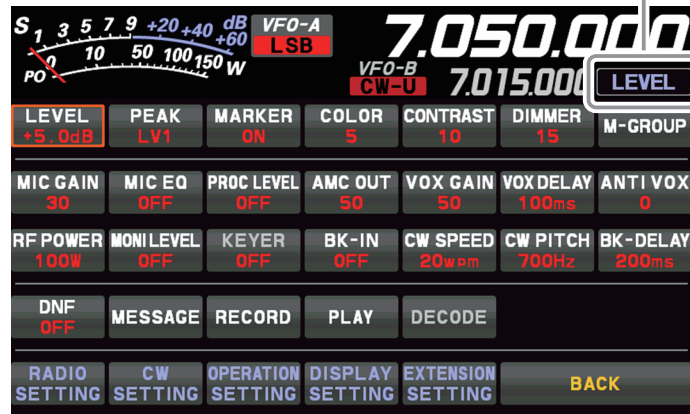 S 1 3 5 7 9 +20 +40 +60 dB
PO 0 10 50 100 150 W
VFO-A
LSB
7.050.000
VFO-B
CW-U
7.015.000
LEVEL
LEVEL PEAK MARKER COLOR CONTRAST DIMMER M-GROUP
+5.0dB LV1 ON 5 10 15
MIC GAIN MIC EQ PROC LEVEL AMC OUT VOX GAIN VOX DELAY ANTI VOX
30 OFF OFF 50 50 100ms 0
RF POWER MONI LEVEL KEYER BK-IN CW SPEED CW PITCH BK-DELAY
100W OFF OFF OFF 20wpm 700Hz 200ms
DNF MESSAGE RECORD PLAY DECODE
OFF
RADIO CW OPERATION DISPLAY EXTENSION BACK
SETTING SETTING SETTING SETTING SETTING